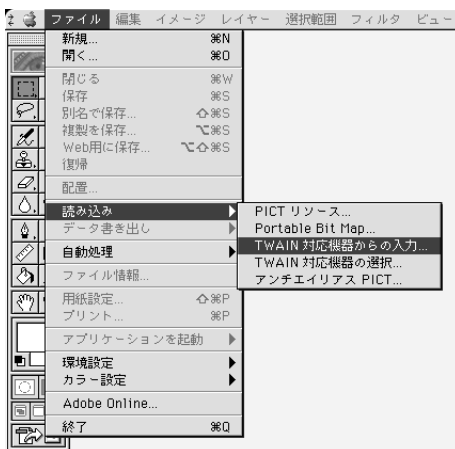 ファイル 編集 イメージ レイヤー 選択範囲 フィルタ ビュー
新規... ⌘N
開く... ⌘O
閉じる ⌘W
保存 ⌘S
別名で保存... ⇧⌘S
複製を保存... ⌥⌘S
Web用に保存... ⌥⇧⌘S
復帰
配置...
読み込み
データ書き出し
自動処理
ファイル情報...
用紙設定... ⇧⌘P
プリント... ⌘P
アプリケーションを起動
環境設定
カラー設定
Adobe Online...
終了 ⌘Q
PICT リソース...
Portable Bit Map...
TWAIN 対応機器からの入力...
TWAIN 対応機器の選択...
アンチエイリアス PICT...